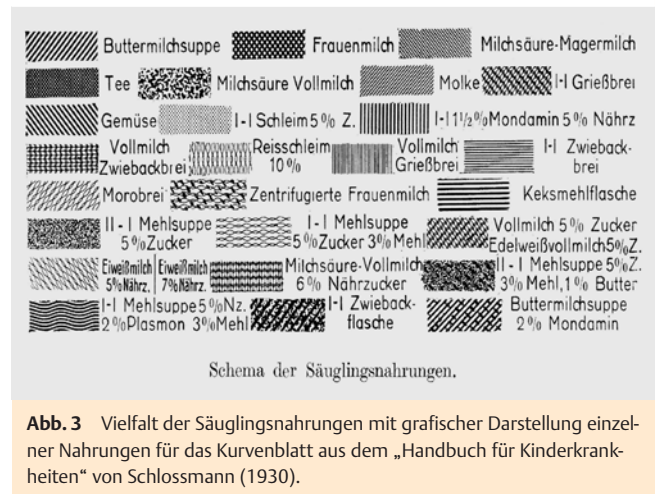 Buttermilchsuppe Frauenmilch Milchsäure-Magermilch
Tee Milchsäure Vollmilch Molke I-I Grießbrei
Gemüse I-I Schleim 5% Z. I-I 1½% Mondamin 5% Nährz
Vollmilch Zwiebackbrei Reisschleim 10% Vollmilch Grießbrei I-I Zwieback-brei
Morobrei Zentrifugierte Frauenmilch Keksmehlflasche
II-I Mehlsuppe 5% Zucker I-I Mehlsuppe 5% Zucker 3% Mehl Vollmilch 5% Zucker Edelweißvollmilch 5% Z.
Eiweißmilch 5% Nährz. Eiweißmilch 7% Nährz. Milchsäure-Vollmilch 6% Nährzucker II-I Mehlsuppe 5% Z. 3% Mehl, 1% Butter
I-I Mehlsuppe 5% Nz. 2% Plasmon 3% Mehl I-I Zwieback-flasche Buttermilchsuppe 2% Mondamin
Schema der Säuglingsnahrungen.
Abb. 3 Vielfalt der Säuglingsnahrungen mit grafischer Darstellung einzel-
ner Nahrungen für das Kurvenblatt aus dem „Handbuch für Kinderkrank-
heiten“ von Schlossmann (1930).